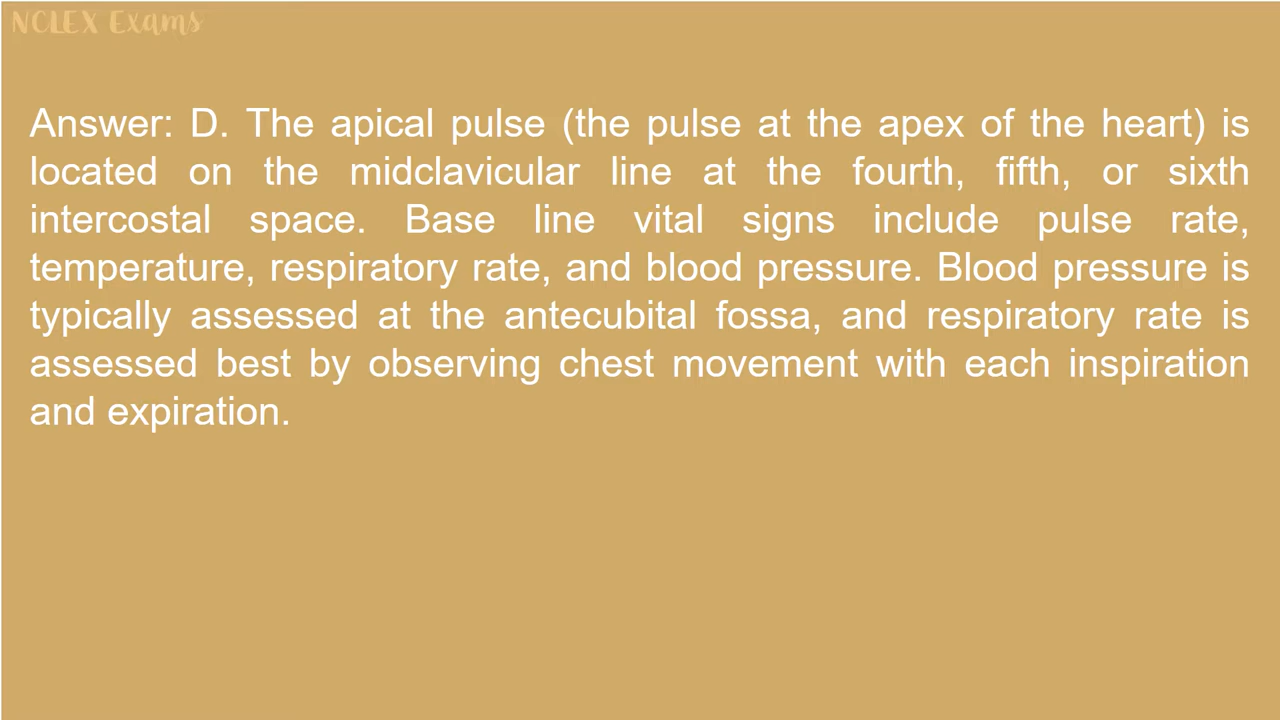 NCLEX Exams
Answer: D. The apical pulse (the pulse at the apex of the heart) is
located on the midclavicular line at the fourth, fifth, or sixth
intercostal space. Base line vital signs include pulse rate,
temperature, respiratory rate, and blood pressure. Blood pressure is
typically assessed at the antecubital fossa, and respiratory rate is
assessed best by observing chest movement with each inspiration
and expiration.